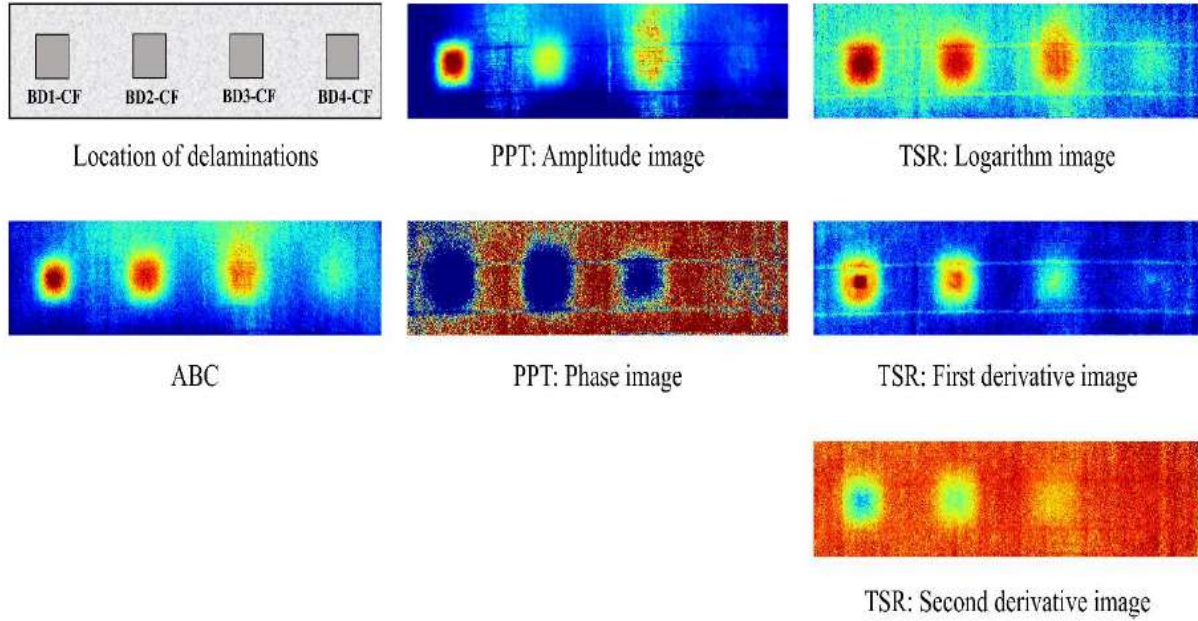 BD1-CF BD2-CF BD3-CF BD4-CF
Location of delaminations
PPT: Amplitude image
TSR: Logarithm image
ABC
PPT: Phase image
TSR: First derivative image
TSR: Second derivative image